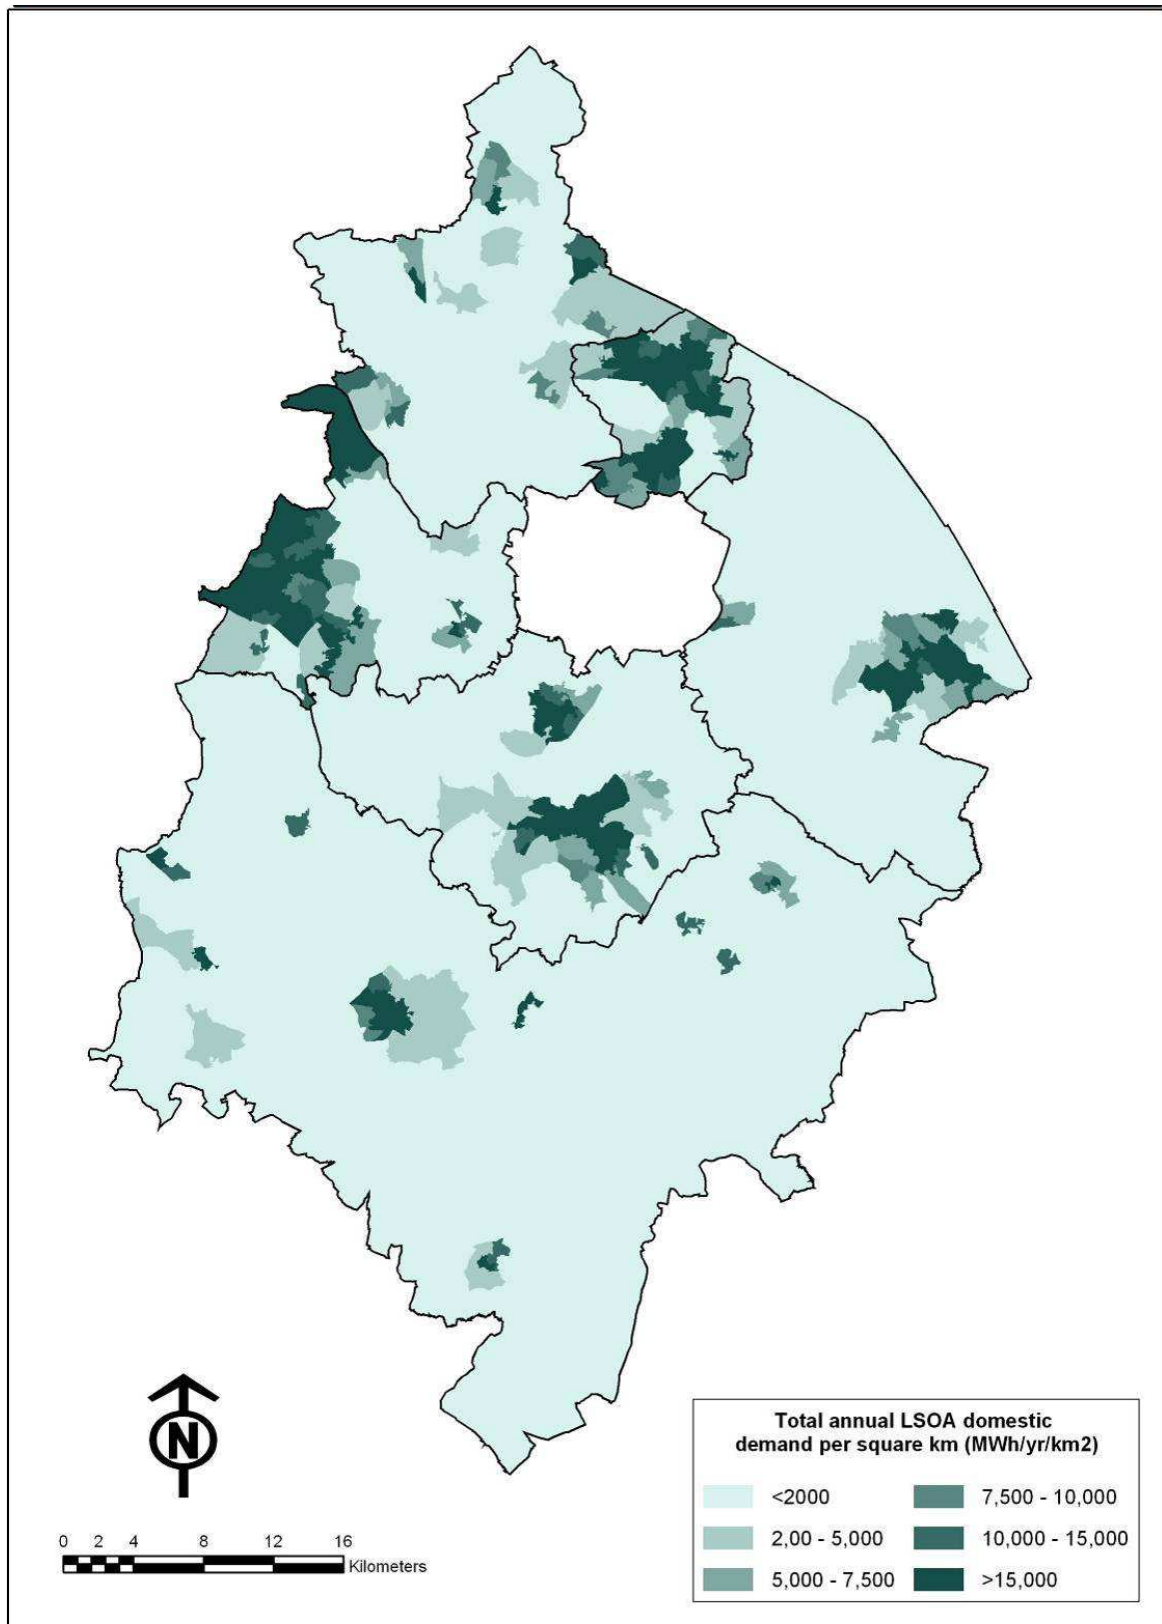 N
0 2 4 8 12 16
Kilometers
Total annual LSOA domestic
demand per square km (MWh/yr/km2)
<2000
2,00 - 5,000
5,000 - 7,500
7,500 - 10,000
10,000 - 15,000
>15,000